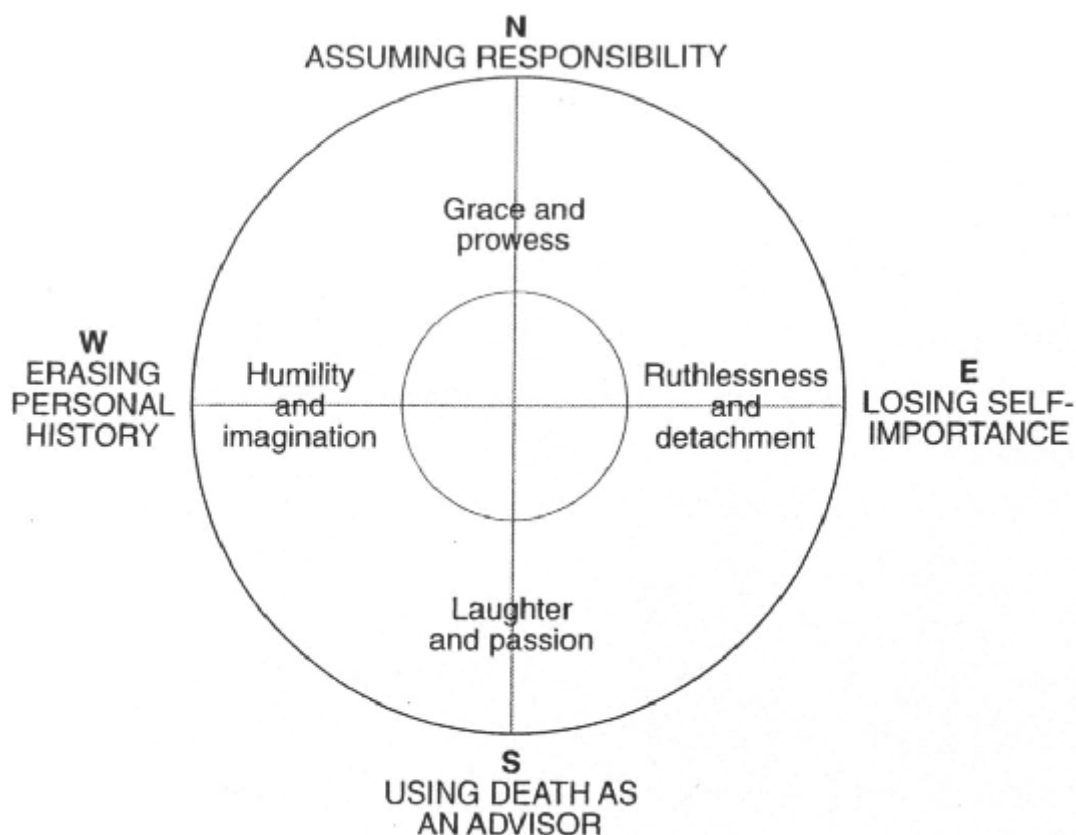 N
ASSUMING RESPONSIBILITY
Grace and
prowess
W
ERASING
PERSONAL
HISTORY
Humility
and
imagination
Ruthlessness
and
detachment
E
LOSING SELF-
IMPORTANCE
Laughter
and passion
S
USING DEATH AS
AN ADVISOR